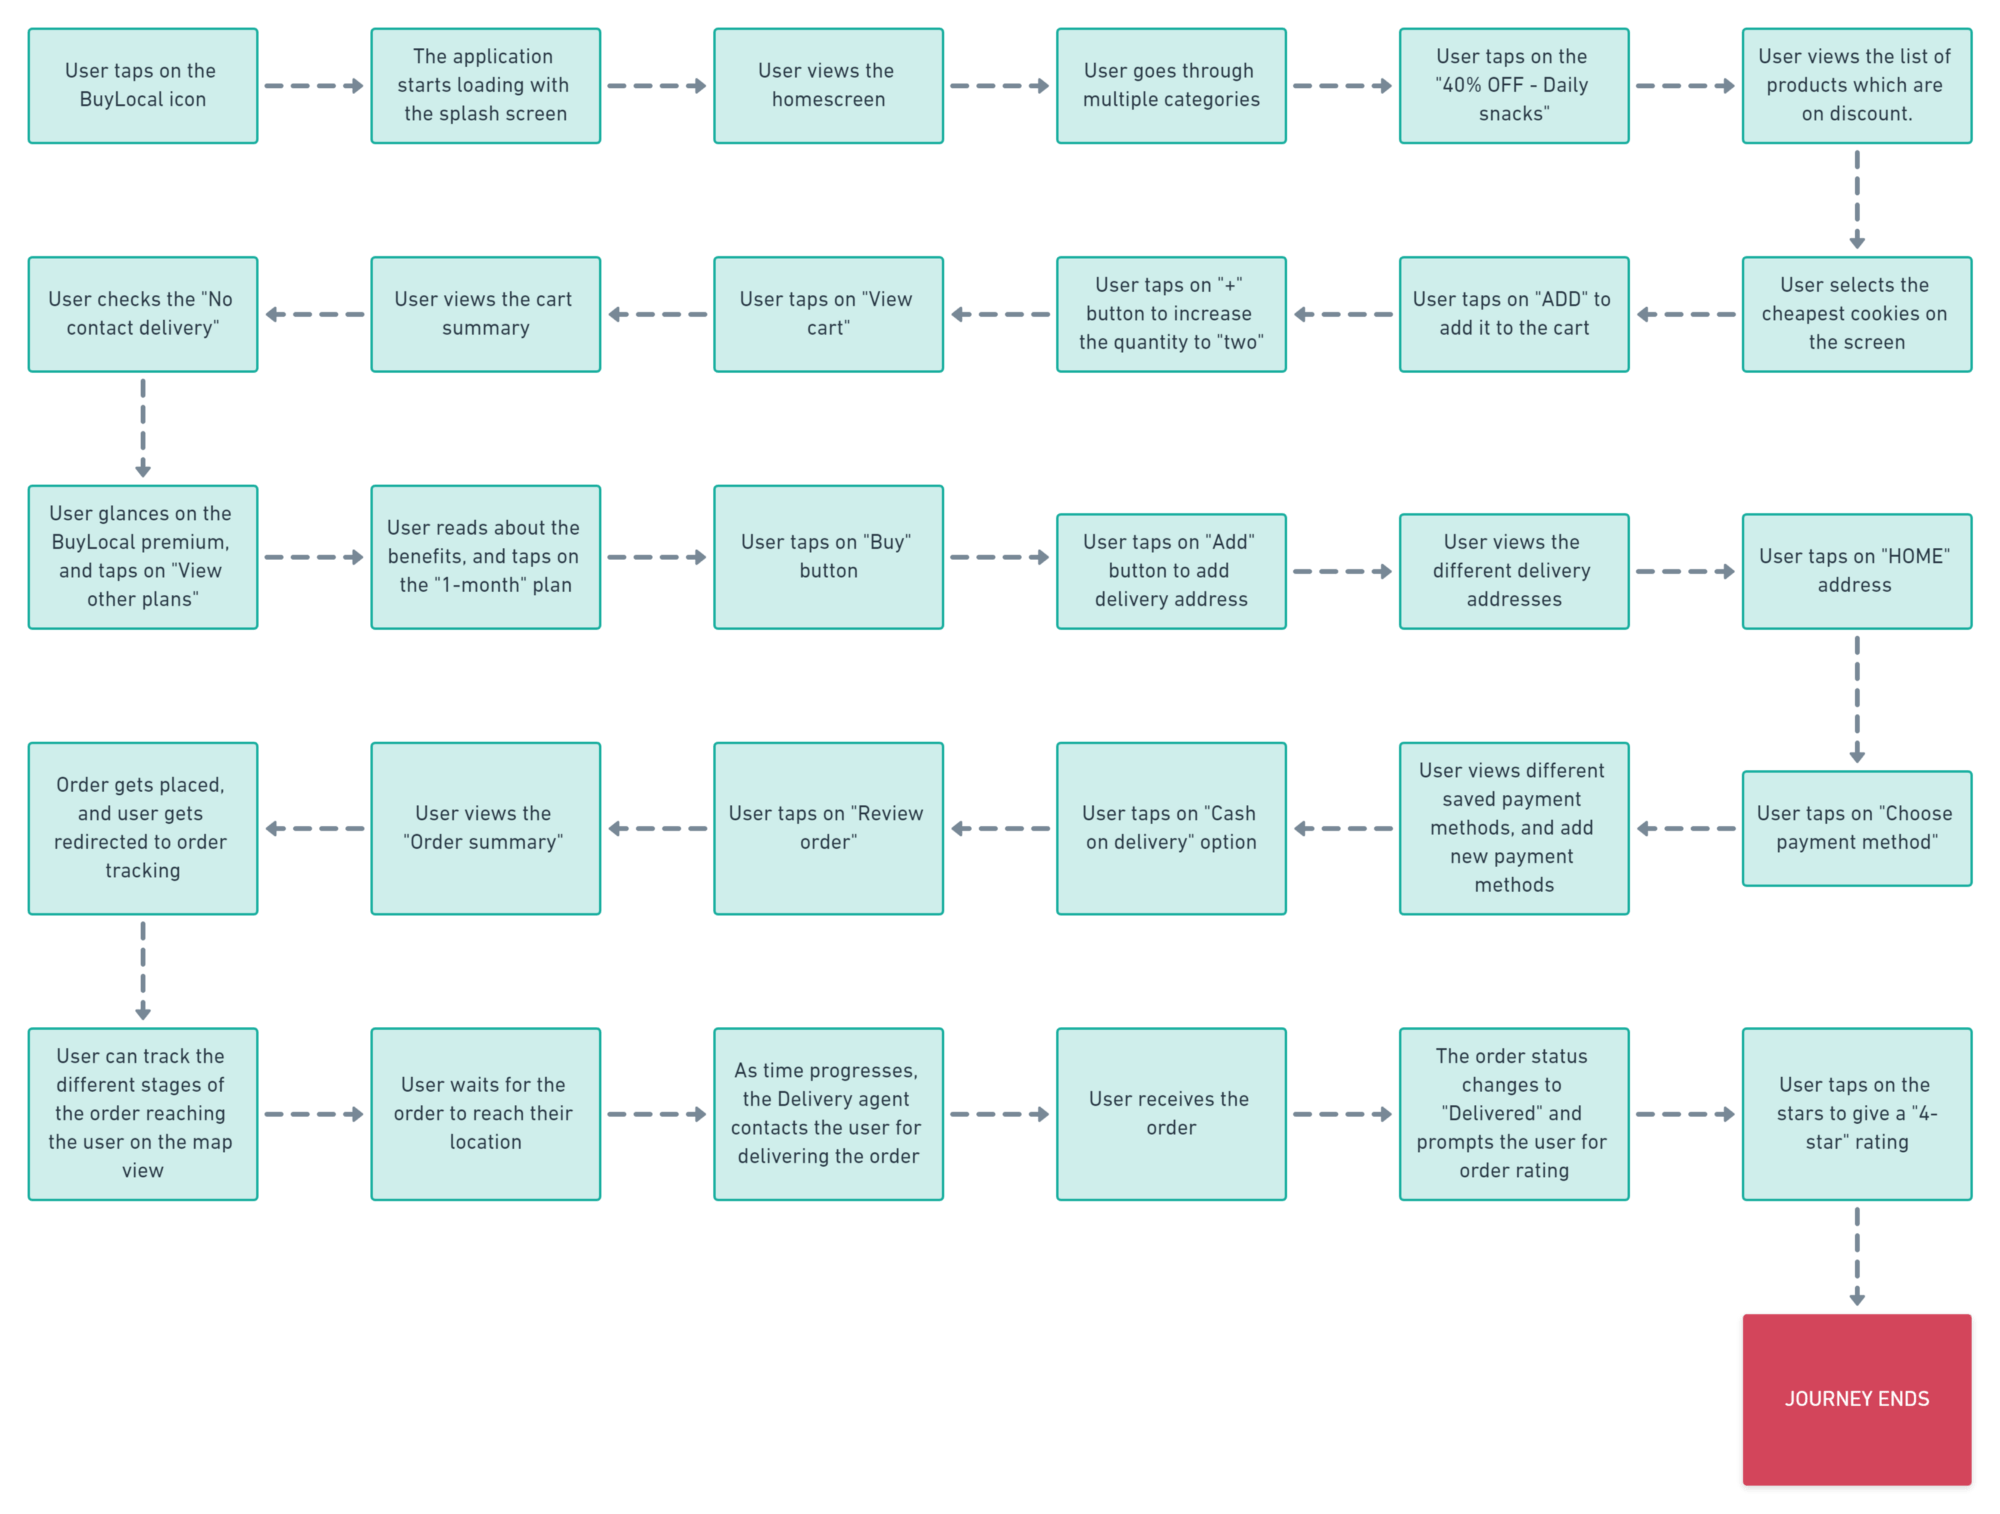 User taps on the
BuyLocal icon
The application
starts loading with
the splash screen
User views the
homescreen
User goes through
multiple categories
User taps on the
"40% OFF - Daily
snacks"
User views the list of
products which are
on discount.
User selects the
cheapest cookies on
the screen
User taps on "ADD" to
add it to the cart
User taps on "+"
button to increase
the quantity to "two"
User taps on "View
cart"
User views the cart
summary
User checks the "No
contact delivery"
User glances on the
BuyLocal premium,
and taps on "View
other plans"
User reads about the
benefits, and taps on
the "1-month" plan
User taps on "Buy"
button
User taps on "Add"
button to add
delivery address
User views the
different delivery
addresses
User taps on "HOME"
address
User taps on "Choose
payment method"
User views different
saved payment
methods, and add
new payment
methods
User taps on "Cash
on delivery" option
User taps on "Review
order"
User views the
"Order summary"
Order gets placed,
and user gets
redirected to order
tracking
User can track the
different stages of
the order reaching
the user on the map
view
User waits for the
order to reach their
location
As time progresses,
the Delivery agent
contacts the user for
delivering the order
User receives the
order
The order status
changes to
"Delivered" and
prompts the user for
order rating
User taps on the
stars to give a "4-
star" rating
JOURNEY ENDS